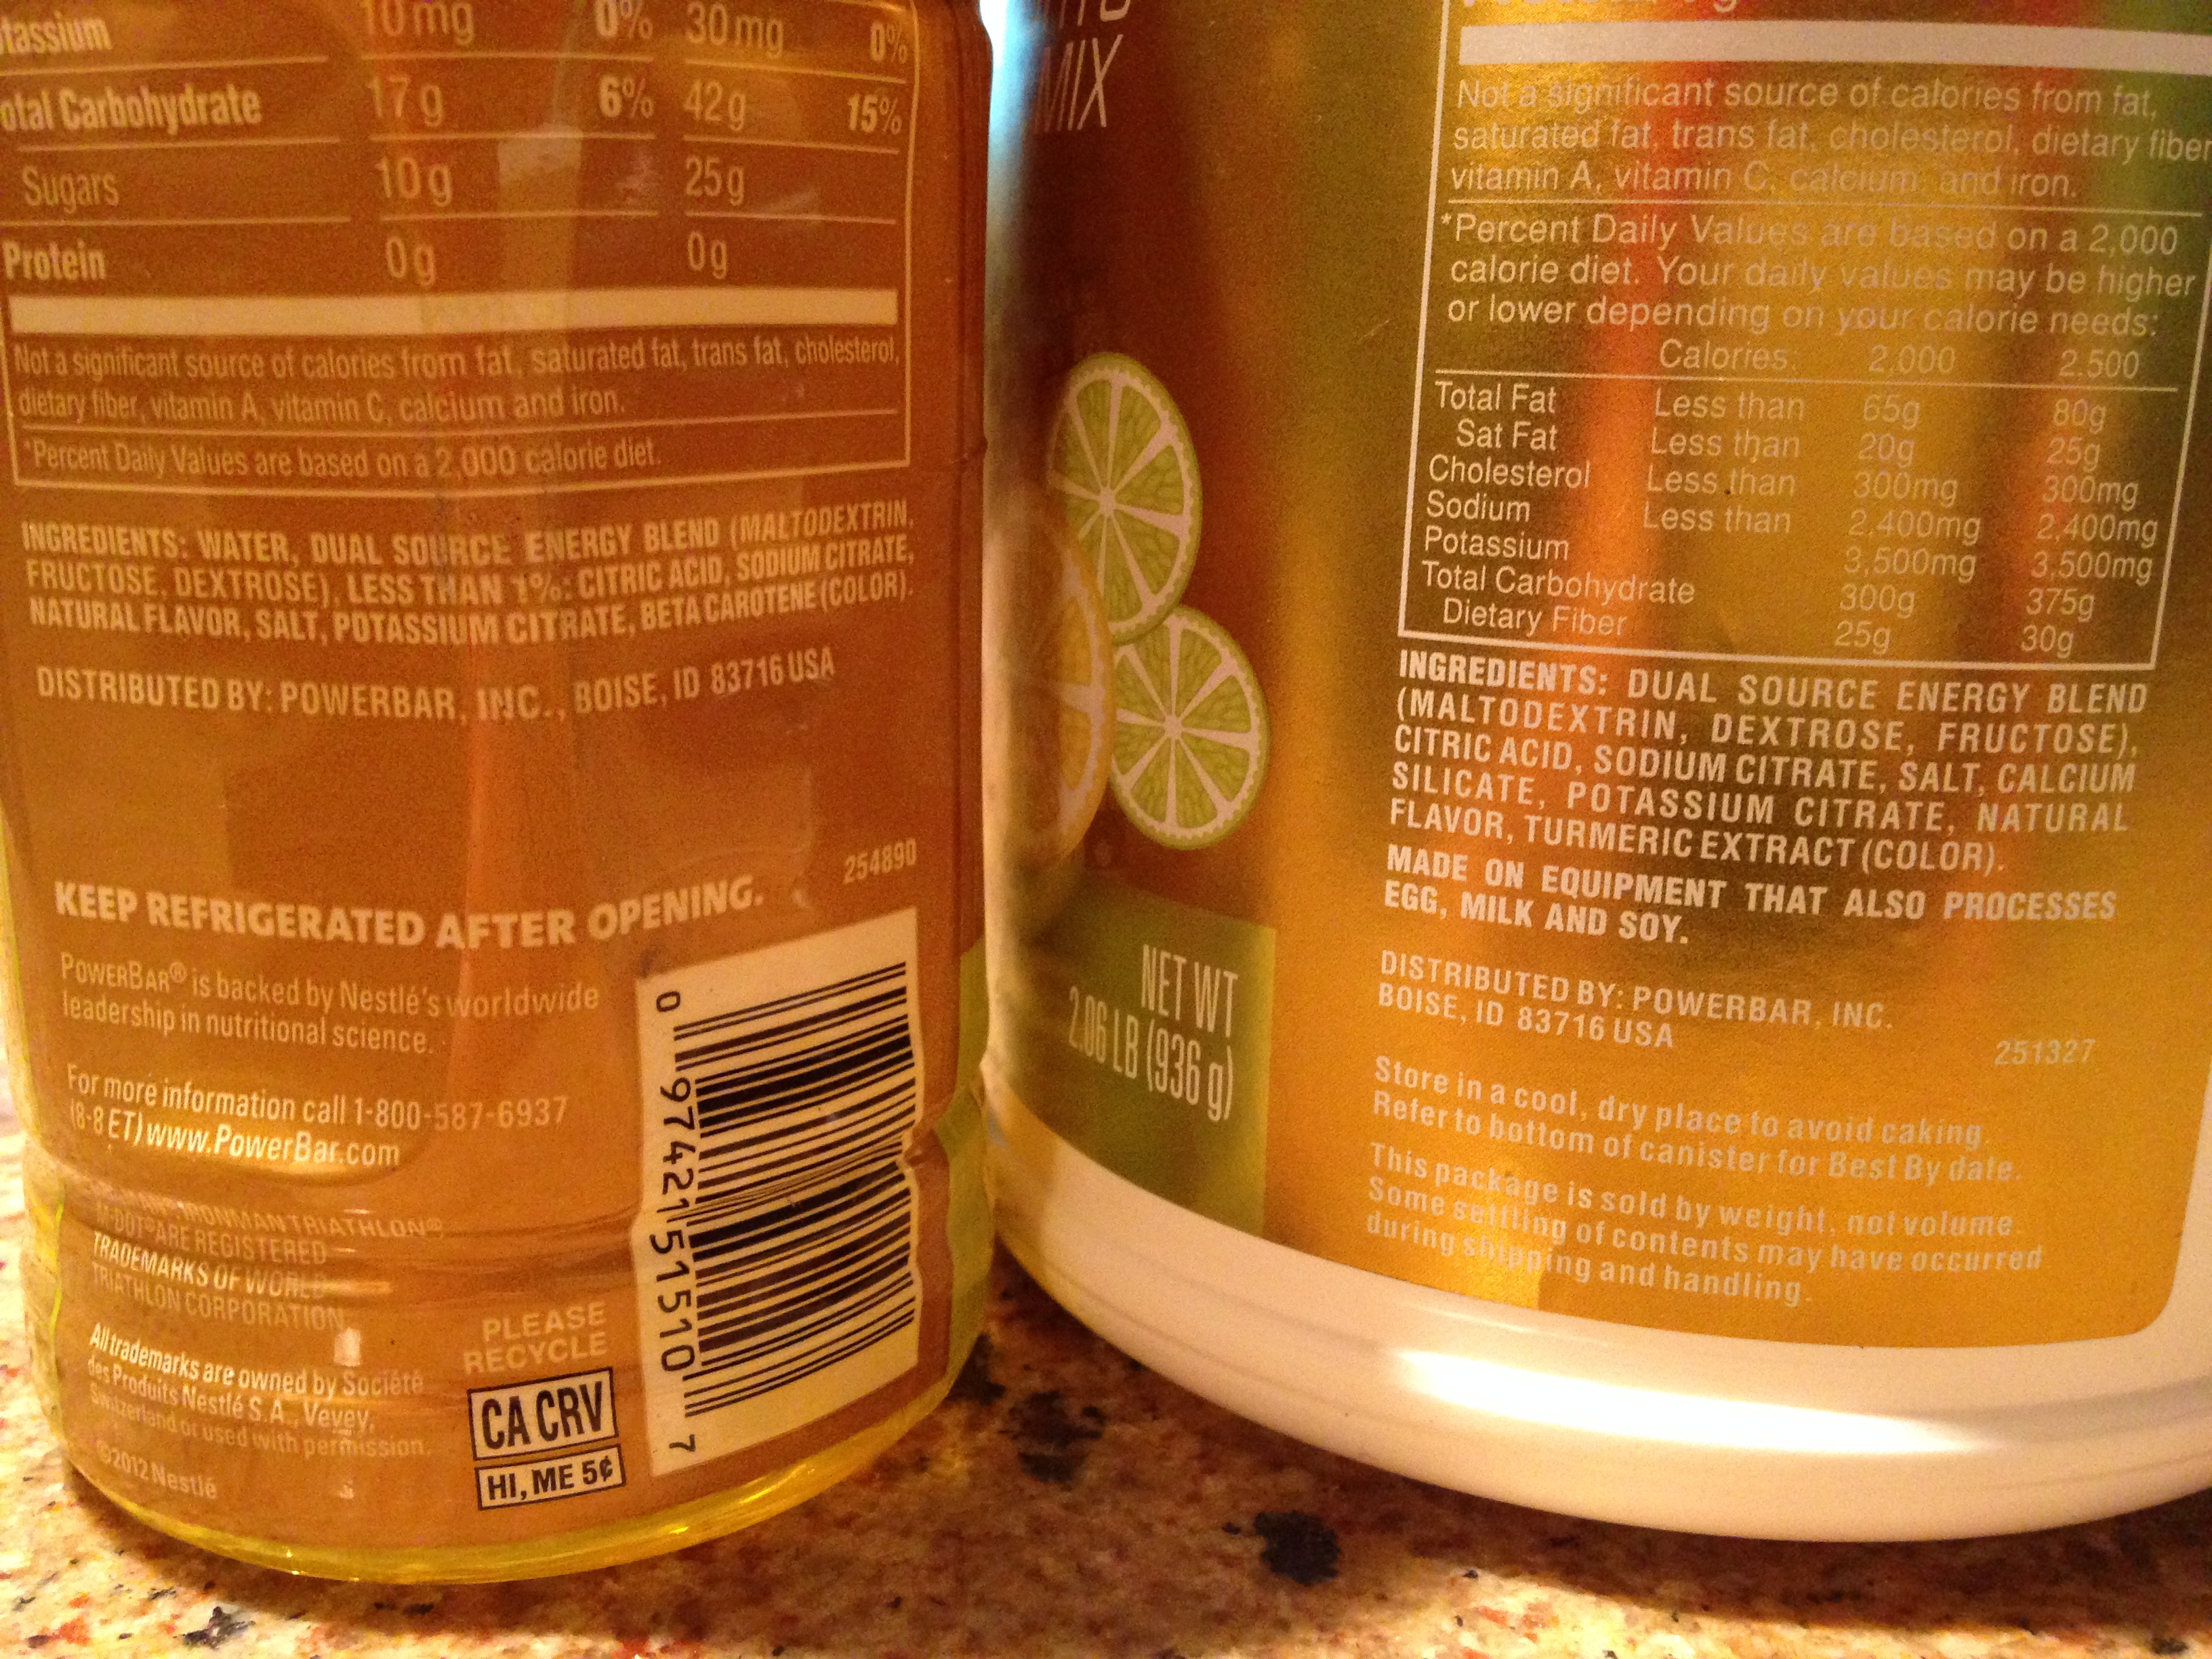 tassium 10mg 0% 30mg 0%
otal Carbohydrate 17g 6% 42g 15%
Sugars 10g 25g
Protein 0g 0g
Not a significant source of calories from fat, saturated fat, trans fat, cholesterol,
dietary fiber, vitamin A, vitamin C, calcium and iron.
*Percent Daily Values are based on a 2,000 calorie diet.
INGREDIENTS: WATER, DUAL SOURCE ENERGY BLEND (MALTODEXTRIN,
FRUCTOSE, DEXTROSE), LESS THAN 1%: CITRIC ACID, SODIUM CITRATE,
NATURAL FLAVOR, SALT, POTASSIUM CITRATE, BETA CAROTENE (COLOR).
DISTRIBUTED BY: POWERBAR, INC., BOISE, ID 83716 USA
254890
KEEP REFRIGERATED AFTER OPENING.
POWERBAR® is backed by Nestlé's worldwide
leadership in nutritional science.
For more information call 1-800-587-6937
(8-8 ET) www.PowerBar.com
IRONMAN TRIATHLON®
M-DOT® ARE REGISTERED
TRADEMARKS OF WORLD
TRIATHLON CORPORATION
All trademarks are owned by Société
des Produits Nestlé S.A., Vevey,
Switzerland or used with permission.
©2012 Nestlé
PLEASE
RECYCLE
CA CRV
HI, ME 5¢
0 97421 51510 7
MIX
NET WT
2.06 LB (936 g)
Not a significant source of calories from fat,
saturated fat, trans fat, cholesterol, dietary fiber
vitamin A, vitamin C, calcium and iron.
*Percent Daily Values are based on a 2,000
calorie diet. Your daily values may be higher
or lower depending on your calorie needs:
Calories: 2,000 2,500
Total Fat Less than 65g 80g
Sat Fat Less than 20g 25g
Cholesterol Less than 300mg 300mg
Sodium Less than 2,400mg 2,400mg
Potassium 3,500mg 3,500mg
Total Carbohydrate 300g 375g
Dietary Fiber 25g 30g
INGREDIENTS: DUAL SOURCE ENERGY BLEND
(MALTODEXTRIN, DEXTROSE, FRUCTOSE),
CITRIC ACID, SODIUM CITRATE, SALT, CALCIUM
SILICATE, POTASSIUM CITRATE, NATURAL
FLAVOR, TURMERIC EXTRACT (COLOR).
MADE ON EQUIPMENT THAT ALSO PROCESSES
EGG, MILK AND SOY.
DISTRIBUTED BY: POWERBAR, INC.
BOISE, ID 83716 USA
251327
Store in a cool, dry place to avoid caking.
Refer to bottom of canister for Best By date.
This package is sold by weight, not volume.
Some settling of contents may have occurred
during shipping and handling.